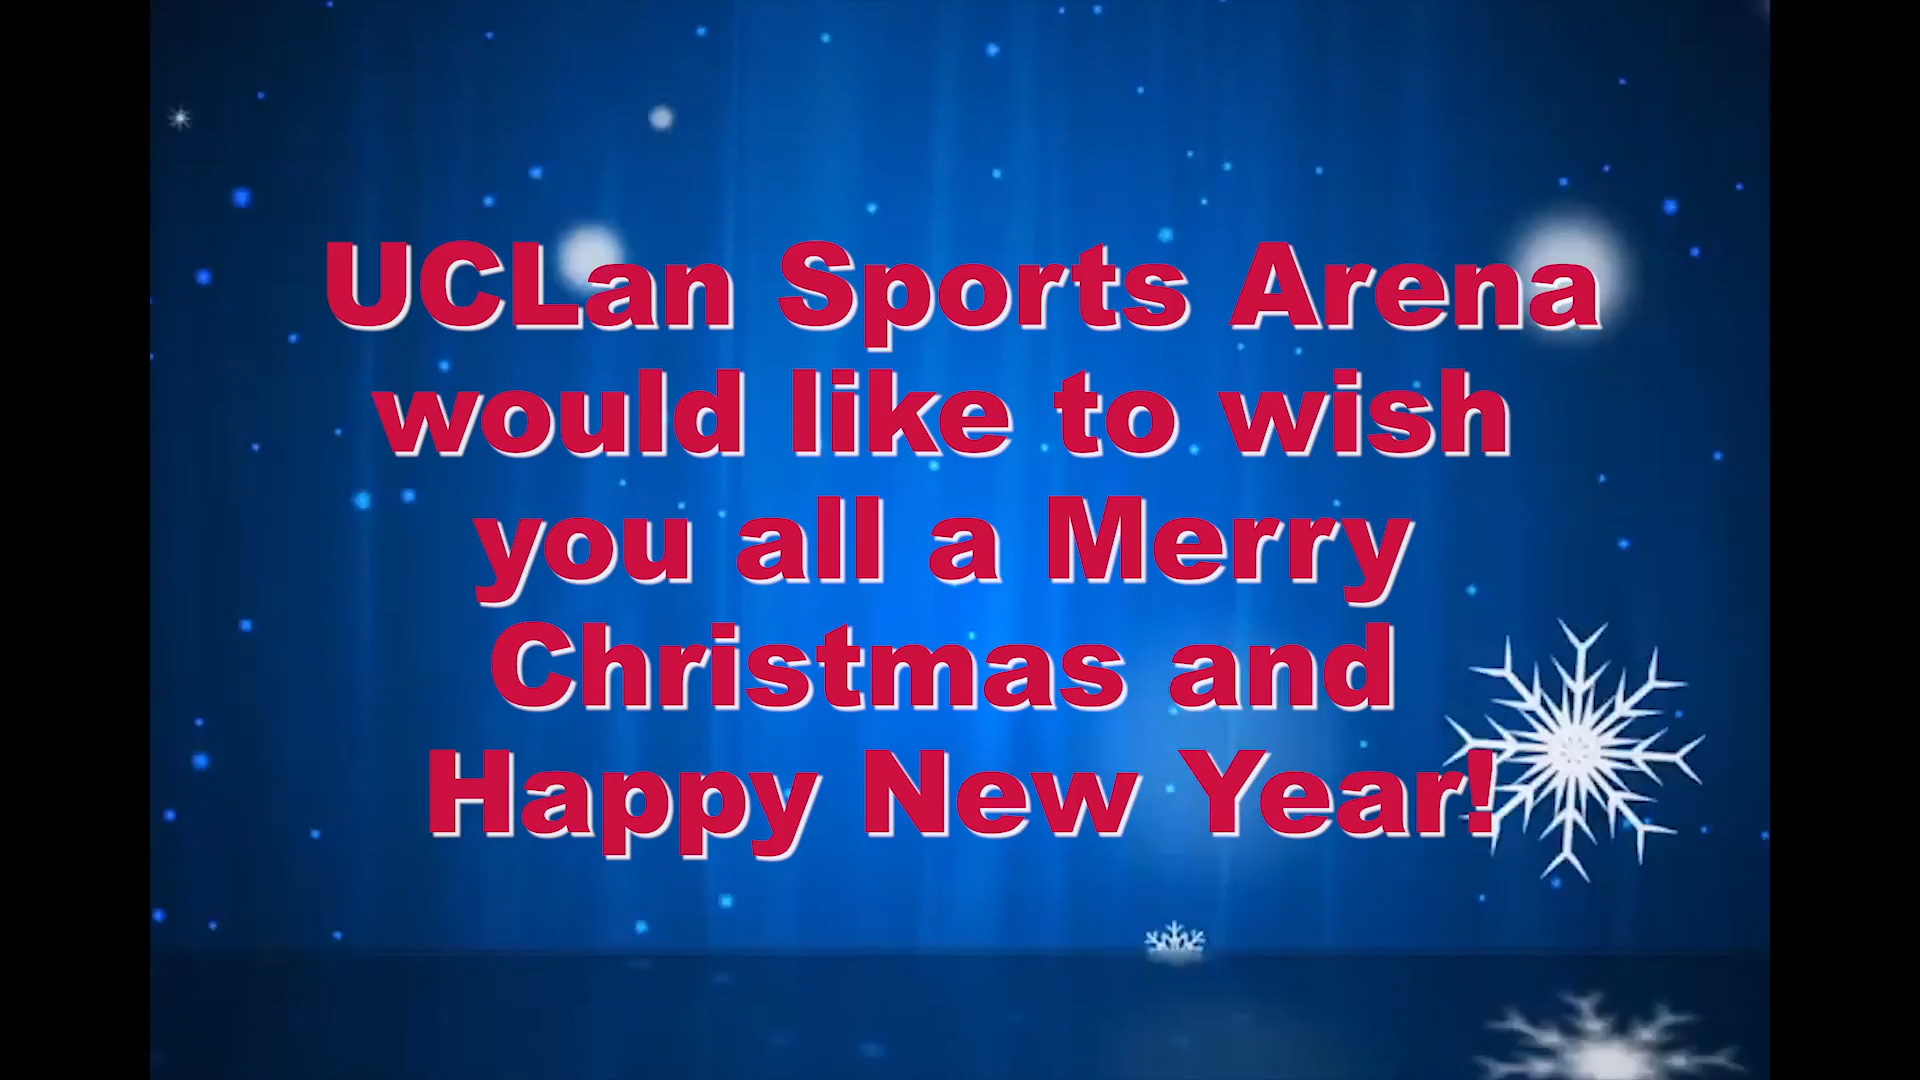 UCLan Sports Arena
would like to wish
you all a Merry
Christmas and
Happy New Year!